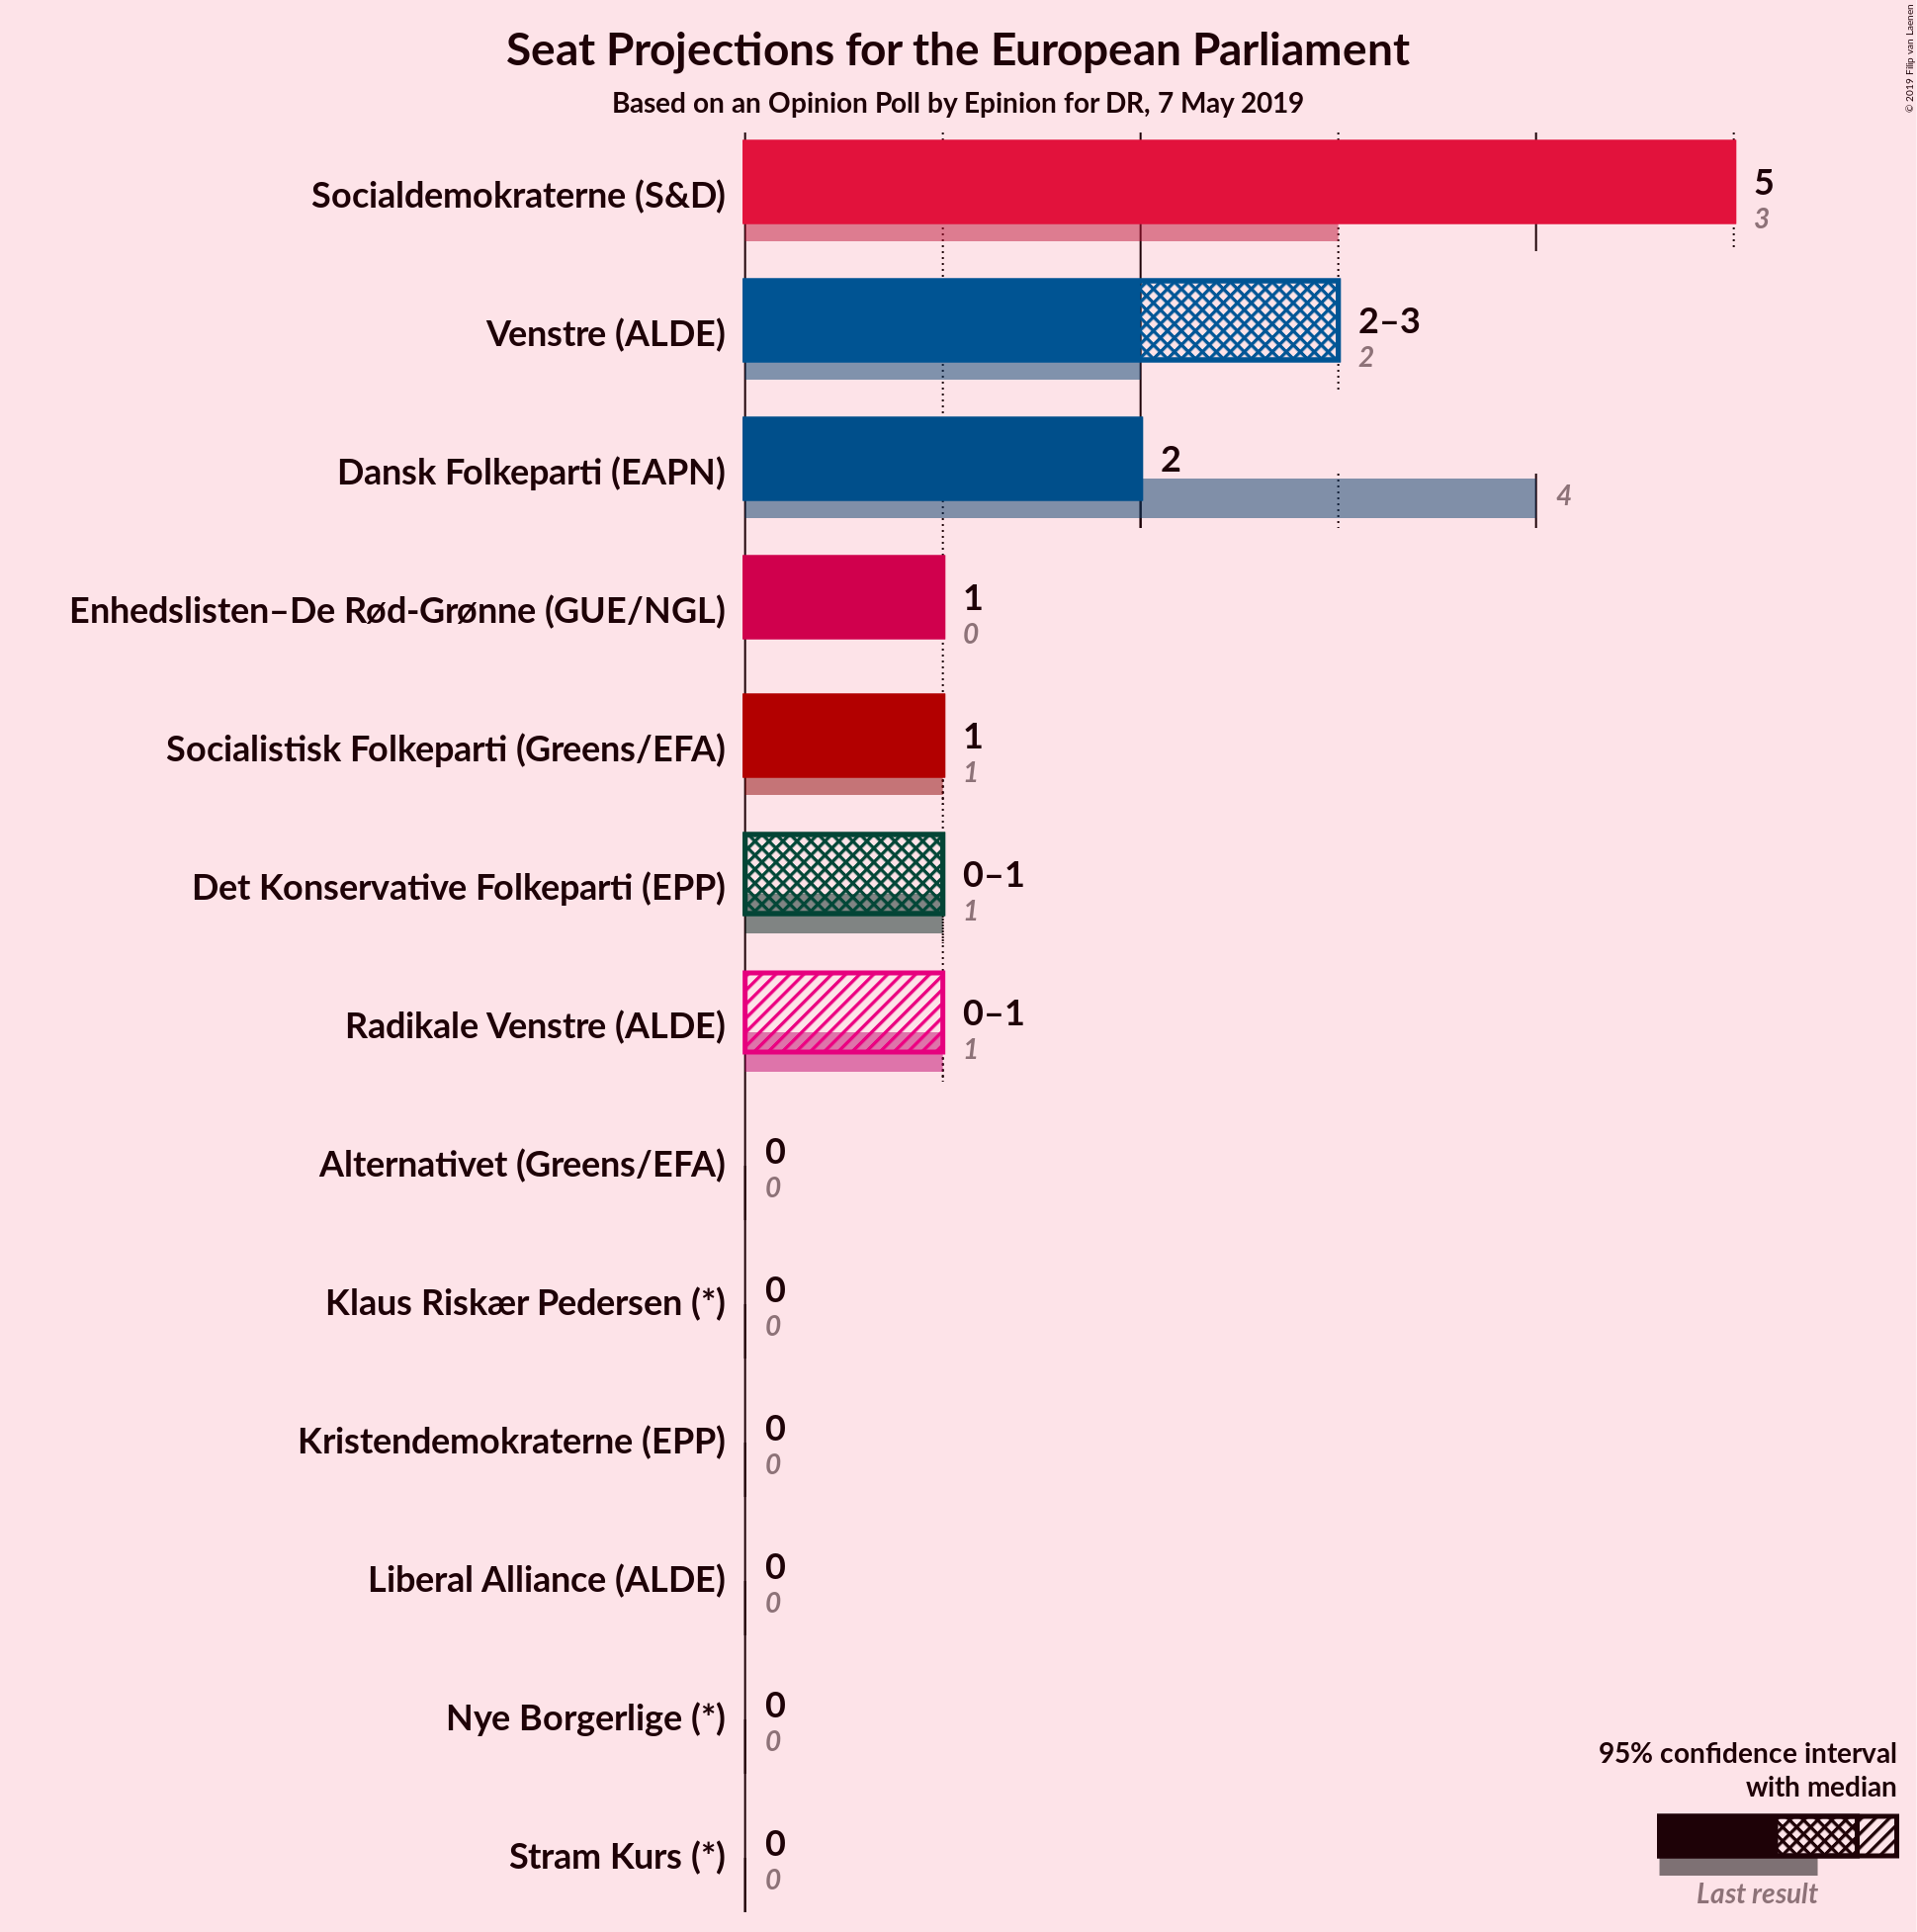 Seat Projections for the European Parliament
Based on an Opinion Poll by Epinion for DR, 7 May 2019
© 2019 Filip van Laenen
Socialdemokraterne (S&D)
5
3
Venstre (ALDE)
2–3
2
Dansk Folkeparti (EAPN)
2
4
Enhedslisten–De Rød-Grønne (GUE/NGL)
1
0
Socialistisk Folkeparti (Greens/EFA)
1
1
Det Konservative Folkeparti (EPP)
0–1
1
Radikale Venstre (ALDE)
0–1
1
Alternativet (Greens/EFA)
0
0
Klaus Riskær Pedersen (*)
0
0
Kristendemokraterne (EPP)
0
0
Liberal Alliance (ALDE)
0
0
Nye Borgerlige (*)
0
0
Stram Kurs (*)
0
0
95% confidence interval
with median
Last result